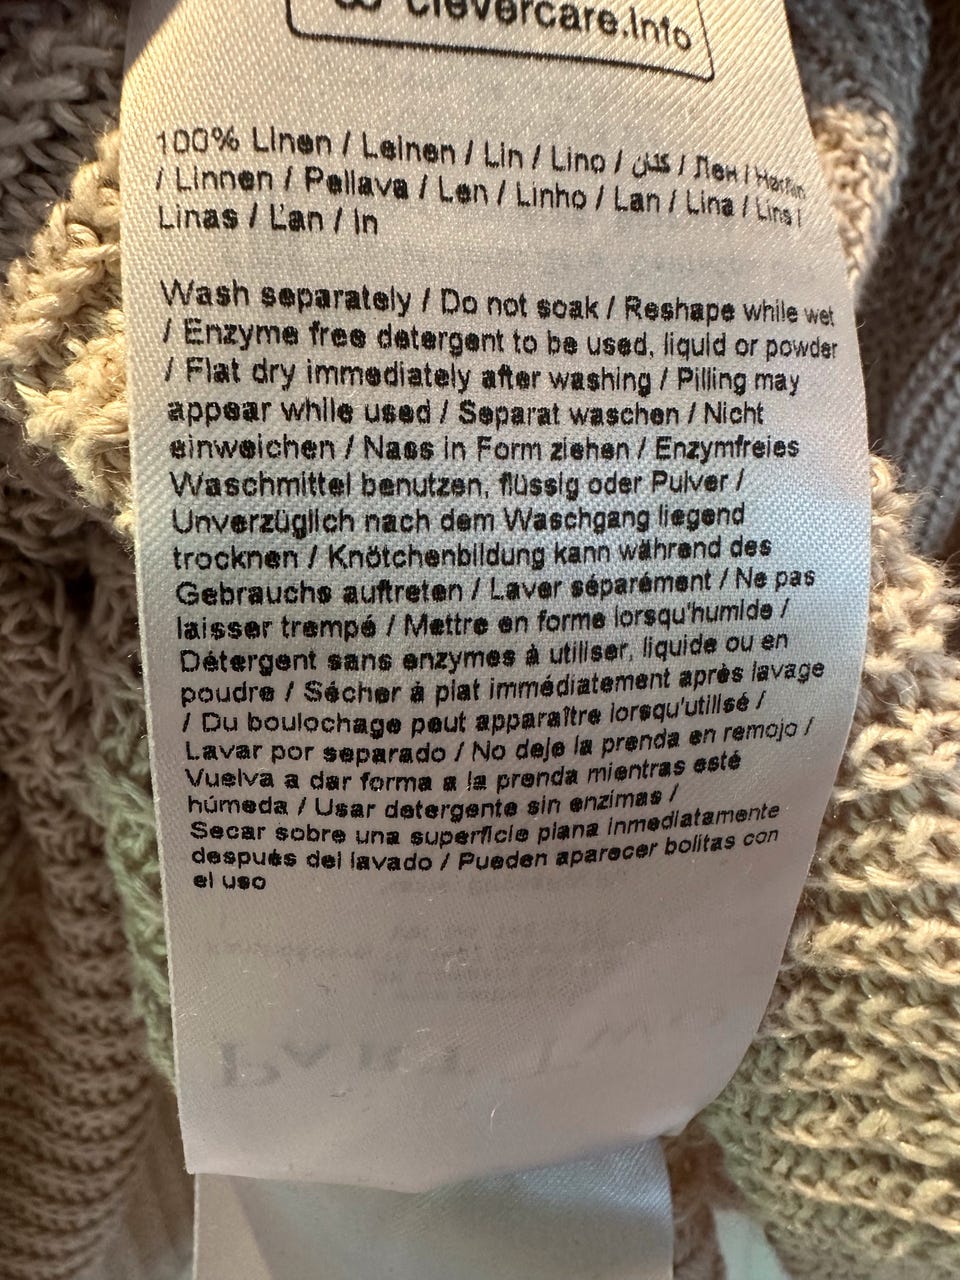 clevercare.info
100% Linen / Leinen / Lin / Lino / كتان / Лен /
/ Linnen / Pellava / Len / Linho / Lan / Lina / Lins /
Linas / Ľan / In
Wash separately / Do not soak / Reshape while wet
/ Enzyme free detergent to be used, liquid or powder
/ Flat dry immediately after washing / Pilling may
appear while used / Separat waschen / Nicht
einweichen / Nass in Form ziehen / Enzymfreies
Waschmittel benutzen, flüssig oder Pulver /
Unverzüglich nach dem Waschgang liegend
trocknen / Knötchenbildung kann während des
Gebrauchs auftreten / Laver séparément / Ne pas
laisser trempé / Mettre en forme lorsqu'humide /
Détergent sans enzymes à utiliser, liquide ou en
poudre / Sécher à plat immédiatement après lavage
/ Du boulochage peut apparaître lorsqu'utilisé /
Lavar por separado / No deje la prenda en remojo /
Vuelva a dar forma a la prenda mientras esté
húmeda / Usar detergente sin enzimas /
Secar sobre una superficie plana inmediatamente
después del lavado / Pueden aparecer bolitas con
el uso